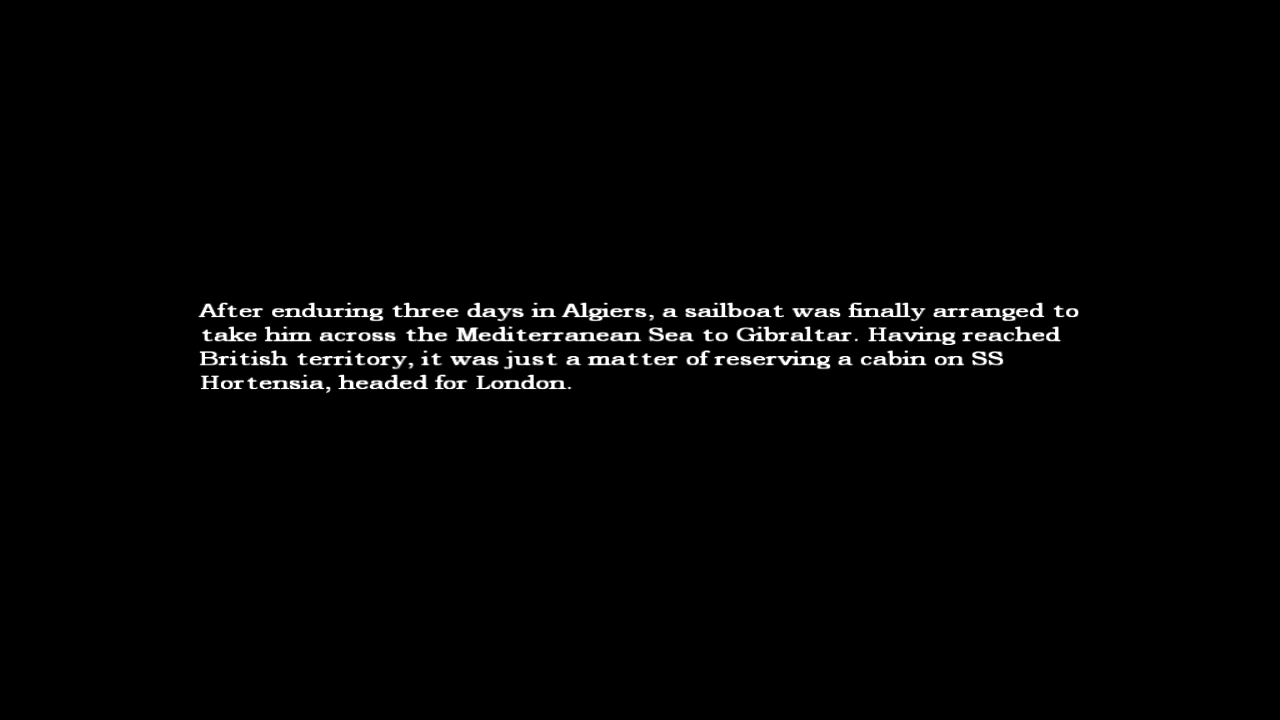 After enduring three days in Algiers, a sailboat was finally arranged to
take him across the Mediterranean Sea to Gibraltar. Having reached
British territory, it was just a matter of reserving a cabin on SS
Hortensia, headed for London.